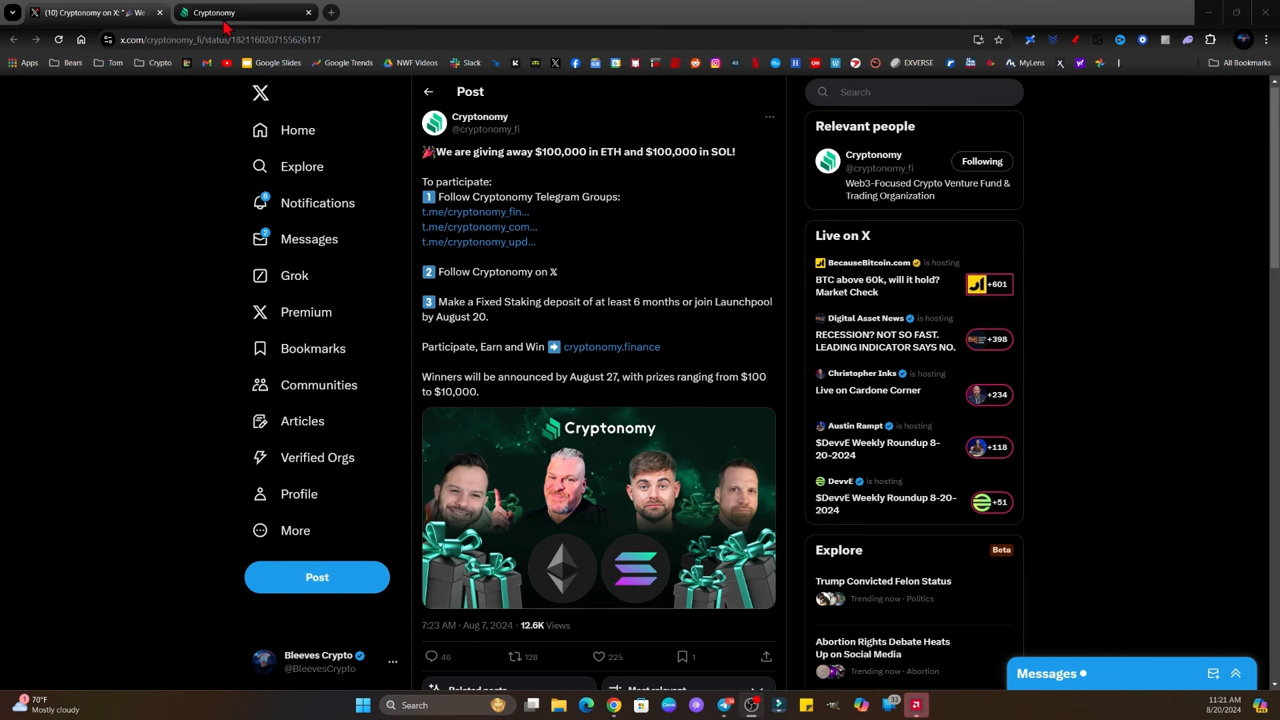 (10) Cryptonomy on X: "🎉 We a
Cryptonomy
x.com/cryptonomy_fi/status/1821160207155626117
Apps
Bears
Tom
Crypto
Google Slides
Google Trends
NWF Videos
Slack
EXVERSE
MyLens
All Bookmarks
Home
Explore
Notifications
8
Messages
2
Grok
Premium
Bookmarks
Communities
Articles
Verified Orgs
Profile
More
Post
Bleeves Crypto
@BleevesCrypto
Post
Cryptonomy
@cryptonomy_fi
🎉We are giving away $100,000 in ETH and $100,000 in SOL!
To participate:
1️⃣ Follow Cryptonomy Telegram Groups:
t.me/cryptonomy_fin...
t.me/cryptonomy_com...
t.me/cryptonomy_upd...
2️⃣ Follow Cryptonomy on 𝕏
3️⃣ Make a Fixed Staking deposit of at least 6 months or join Launchpool
by August 20.
Participate, Earn and Win ➡️ cryptonomy.finance
Winners will be announced by August 27, with prizes ranging from $100
to $10,000.
Cryptonomy
7:23 AM · Aug 7, 2024 · 12.6K Views
46
128
225
1
Related posts
Most relevant
Search
Relevant people
Cryptonomy
@cryptonomy_fi
Following
Web3-Focused Crypto Venture Fund &
Trading Organization
Live on X
BecauseBitcoin.com is hosting
BTC above 60k, will it hold?
Market Check
+601
Digital Asset News is hosting
RECESSION? NOT SO FAST.
LEADING INDICATOR SAYS NO.
+398
Christopher Inks is hosting
Live on Cardone Corner
+234
Austin Rampt is hosting
$DevvE Weekly Roundup 8-
20-2024
+118
DevvE is hosting
$DevvE Weekly Roundup 8-20-
2024
+51
Explore
Beta
Trump Convicted Felon Status
Trending now · Politics
Abortion Rights Debate Heats
Up on Social Media
Trending now · Abortion
Messages
70°F
Mostly cloudy
Search
11:21 AM
8/20/2024